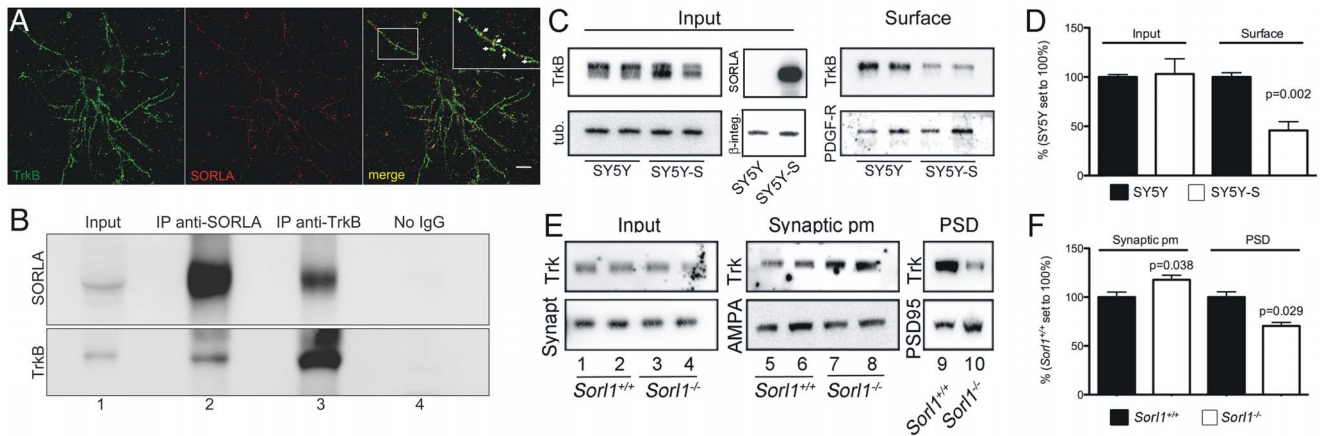 A
TrkB
SORLA
merge
B
Input
IP anti-SORLA
IP anti-TrkB
No IgG
SORLA
TrkB
1
2
3
4
C
Input
Surface
TrkB
SORLA
TrkB
tub.
β-integ.
PDGF-R
SY5Y
SY5Y-S
SY5Y
SY5Y-S
SY5Y
SY5Y-S
D
% (SY5Y set to 100%)
150
100
50
0
Input
Surface
p=0.002
SY5Y
SY5Y-S
E
Input
Synaptic pm
PSD
Trk
Trk
Trk
Synapt
AMPA
PSD95
1 2 3 4
5 6 7 8
9 10
Sorl1+/+
Sorl1-/-
Sorl1+/+
Sorl1-/-
Sorl1+/+
Sorl1-/-
F
% (Sorl1+/+ set to 100%)
150
100
50
0
Synaptic pm
PSD
p=0.038
p=0.029
Sorl1+/+
Sorl1-/-